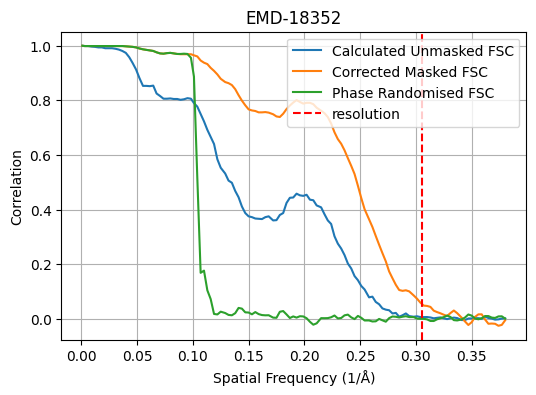 EMD-18352
Calculated Unmasked FSC
Corrected Masked FSC
Phase Randomised FSC
resolution
Correlation
1.0
0.8
0.6
0.4
0.2
0.0
0.00 0.05 0.10 0.15 0.20 0.25 0.30 0.35
Spatial Frequency (1/Å)